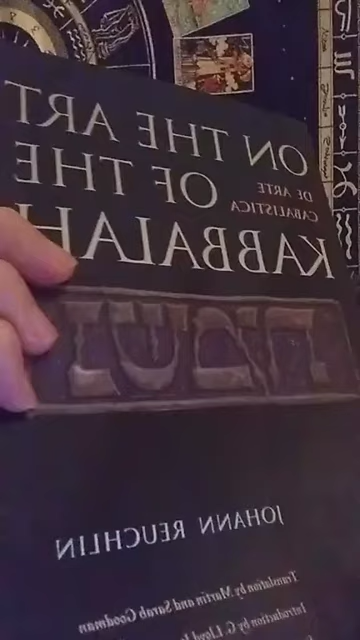 ON THE ART
DE ARTE
CABALISTICA
OF THE
KABBALAH
JOHANN REUCHLIN
Translation by Martin and Sarah Goodman
Introduction by G. Lloyd